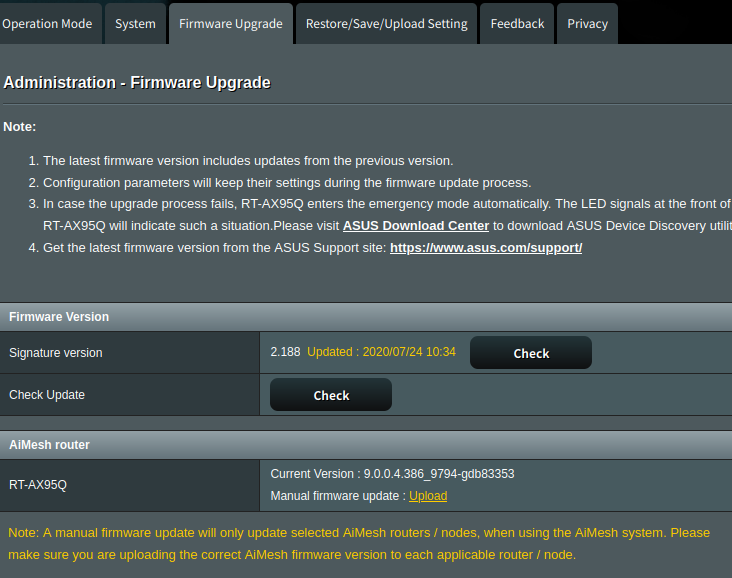 Operation Mode System Firmware Upgrade Restore/Save/Upload Setting Feedback Privacy
Administration - Firmware Upgrade
Note:
1. The latest firmware version includes updates from the previous version.
2. Configuration parameters will keep their settings during the firmware update process.
3. In case the upgrade process fails, RT-AX95Q enters the emergency mode automatically. The LED signals at the front of
RT-AX95Q will indicate such a situation.Please visit ASUS Download Center to download ASUS Device Discovery utilit
4. Get the latest firmware version from the ASUS Support site: https://www.asus.com/support/
Firmware Version
Signature version 2.188 Updated : 2020/07/24 10:34 Check
Check Update Check
AiMesh router
RT-AX95Q
Current Version : 9.0.0.4.386_9794-gdb83353
Manual firmware update : Upload
Note: A manual firmware update will only update selected AiMesh routers / nodes, when using the AiMesh system. Please
make sure you are uploading the correct AiMesh firmware version to each applicable router / node.